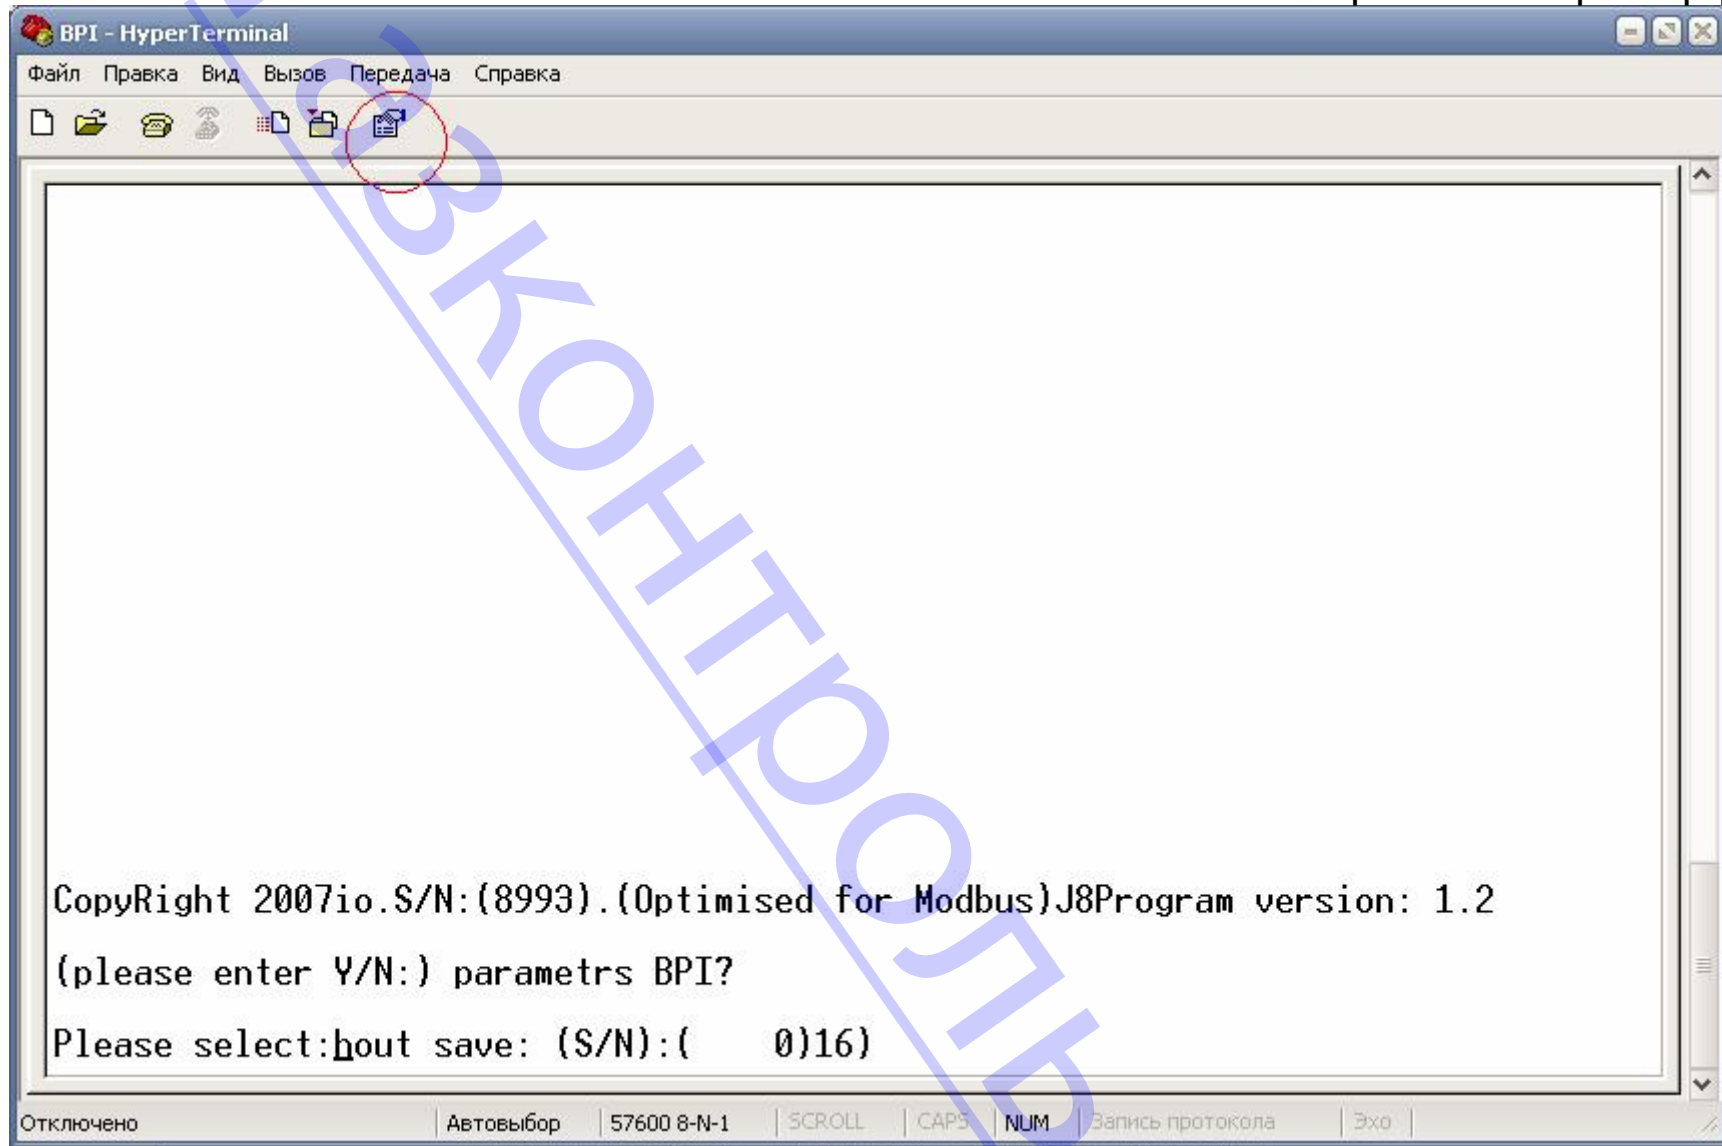 BPI - HyperTerminal
Файл Правка Вид Вызов Передача Справка
CopyRight 2007io.S/N:(8993).(Optimised for Modbus)J8Program version: 1.2
(please enter Y/N:) parametrs BPI?
Please select:hout save: (S/N):(    0)16)
Отключено Автовыбор 57600 8-N-1 SCROLL CAPS NUM Запись протокола Эхо
азконтроль